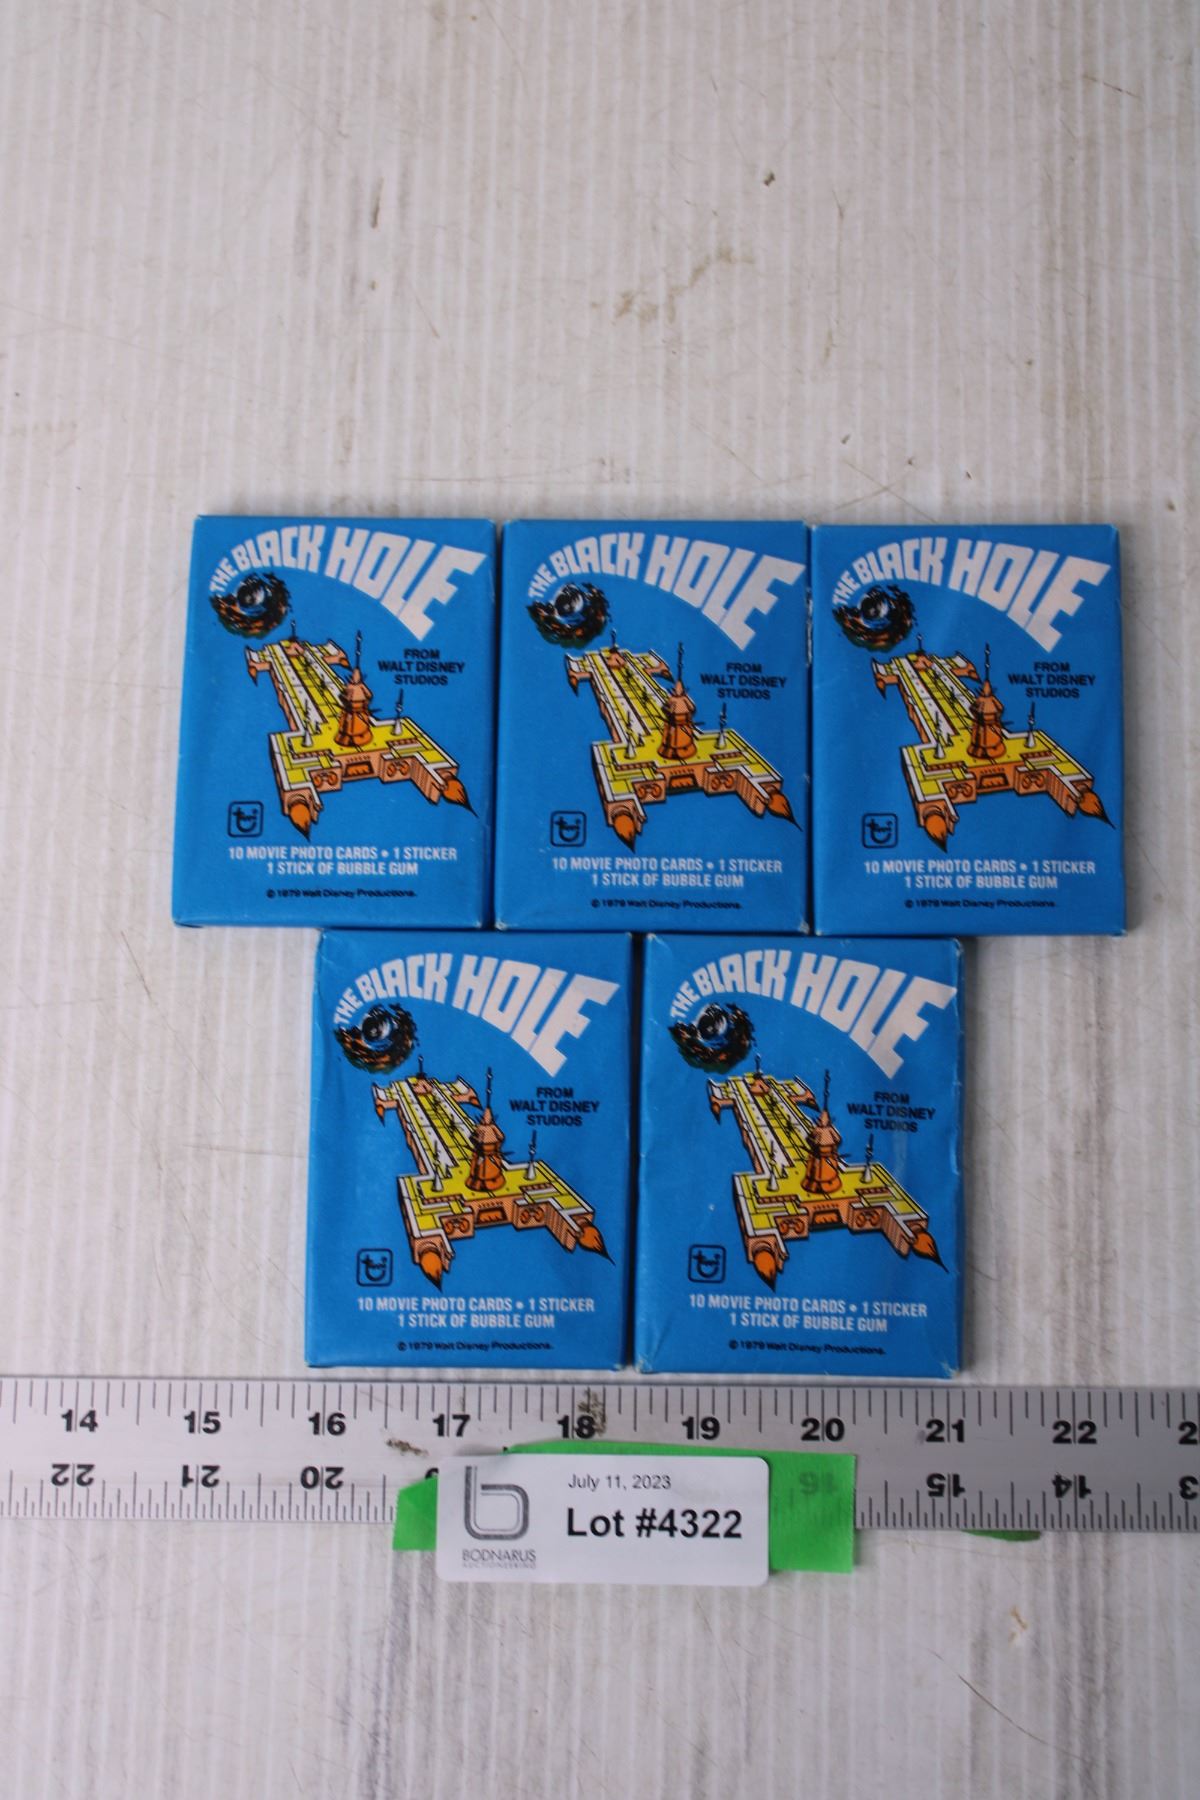 THE BLACK HOLE
FROM
WALT DISNEY
STUDIOS
10 MOVIE PHOTO CARDS • 1 STICKER
1 STICK OF BUBBLE GUM
© 1979 Walt Disney Productions.
THE BLACK HOLE
FROM
WALT DISNEY
STUDIOS
10 MOVIE PHOTO CARDS • 1 STICKER
1 STICK OF BUBBLE GUM
© 1979 Walt Disney Productions.
THE BLACK HOLE
FROM
WALT DISNEY
STUDIOS
10 MOVIE PHOTO CARDS • 1 STICKER
1 STICK OF BUBBLE GUM
© 1979 Walt Disney Productions.
THE BLACK HOLE
FROM
WALT DISNEY
STUDIOS
10 MOVIE PHOTO CARDS • 1 STICKER
1 STICK OF BUBBLE GUM
© 1979 Walt Disney Productions.
THE BLACK HOLE
FROM
WALT DISNEY
STUDIOS
10 MOVIE PHOTO CARDS • 1 STICKER
1 STICK OF BUBBLE GUM
© 1979 Walt Disney Productions.
14 15 16 17 18 19 20 21 22
22 21 20 16 15 14
July 11, 2023
Lot #4322
BODNARUS
AUCTIONEERING